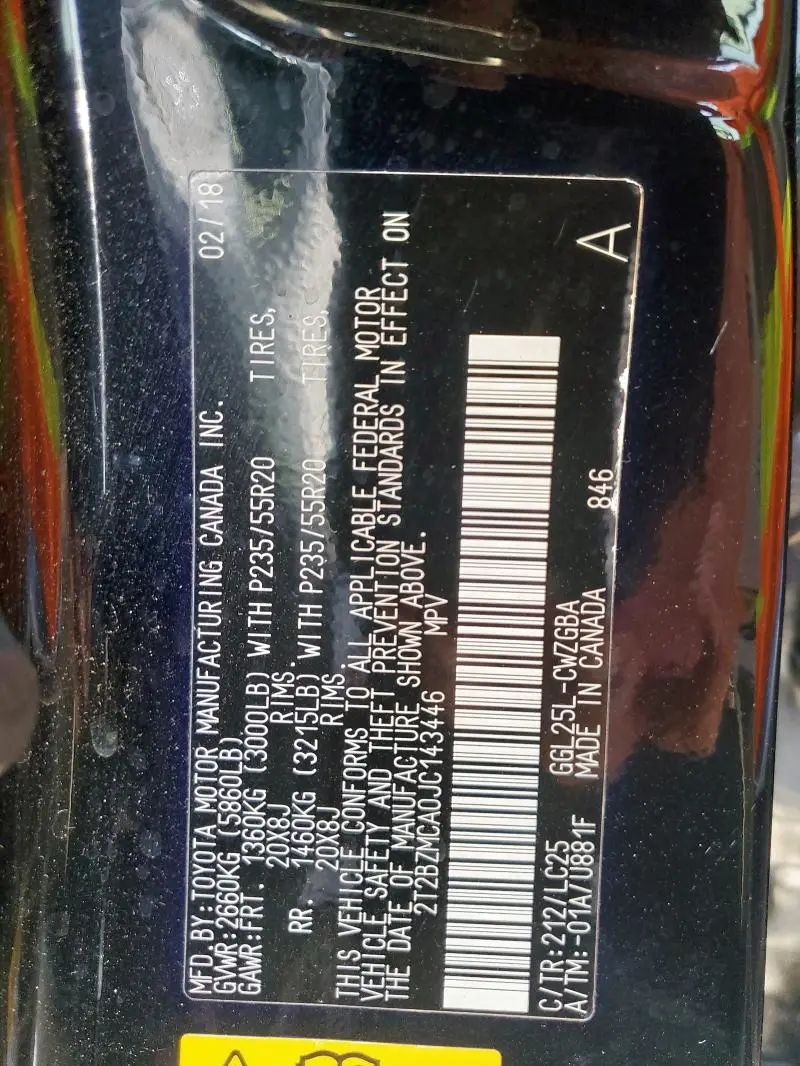 MFD.BY:TOYOTA MOTOR MANUFACTURING CANADA INC. 02/18
GVWR:2660KG (5860LB)
GAWR:FRT. 1360KG (3000LB) WITH P235/55R20 TIRES,
20X8J RIMS.
RR. 1460KG (3215LB) WITH P235/55R20 TIRES,
20X8J RIMS.
THIS VEHICLE CONFORMS TO ALL APPLICABLE FEDERAL MOTOR
VEHICLE SAFETY AND THEFT PREVENTION STANDARDS IN EFFECT ON
THE DATE OF MANUFACTURE SHOWN ABOVE.
2T2BZMCA0JC143446 MPV
C/TR:212/LC25 GGL25L-CWZGBA
A/TM:-01A/U881F MADE IN CANADA 846 A